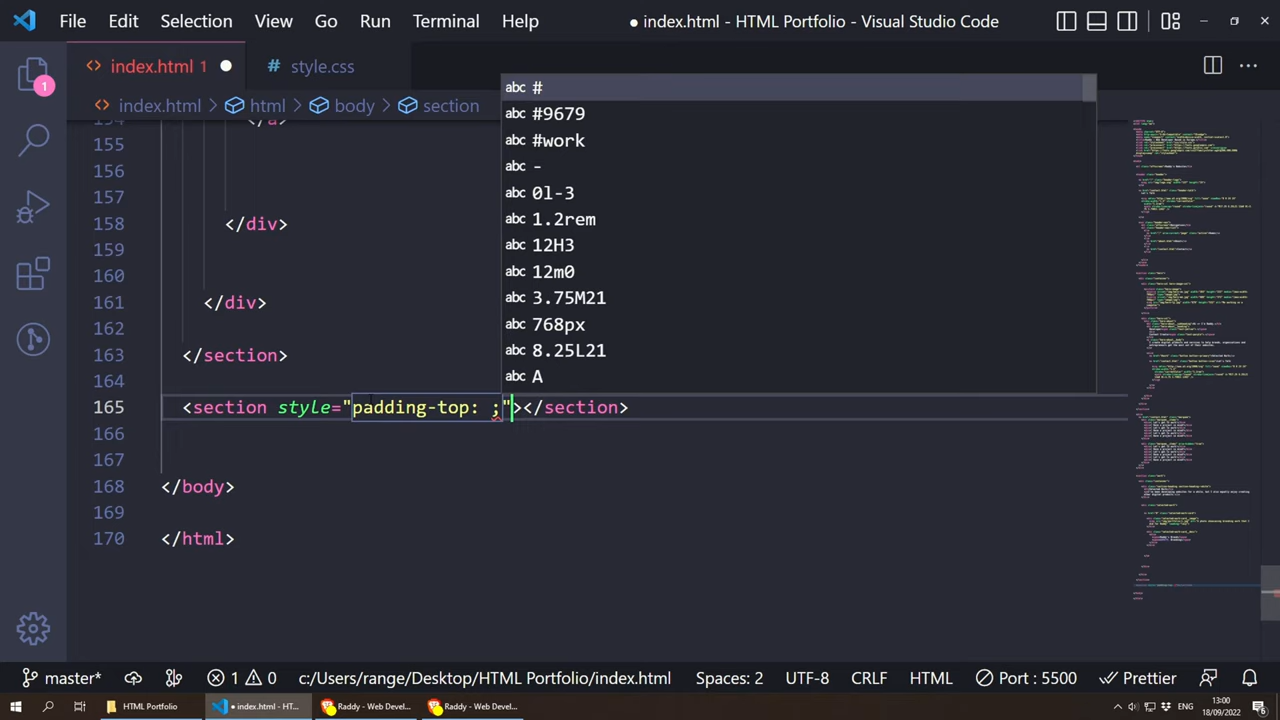 File Edit Selection View Go Run Terminal Help ● index.html - HTML Portfolio - Visual Studio Code
index.html 1 ● # style.css
index.html > html > body > section
1
abc #
abc #9679
abc #work
abc -
abc 0l-3
abc 1.2rem
abc 12H3
abc 12m0
abc 3.75M21
abc 768px
abc 8.25L21
abc A
154 </a>
155
156
157
158 </div>
159
160
161 </div>
162
163 </section>
164
165 <section style="padding-top: ;"></section>
166
167
168 </body>
169
170 </html>
master* 1 0 c:/Users/range/Desktop/HTML Portfolio/index.html Spaces: 2 UTF-8 CRLF HTML Port : 5500 Prettier
HTML Portfolio ● index.html - HT... Raddy - Web Devel... Raddy - Web Devel... 13:00
18/09/2022